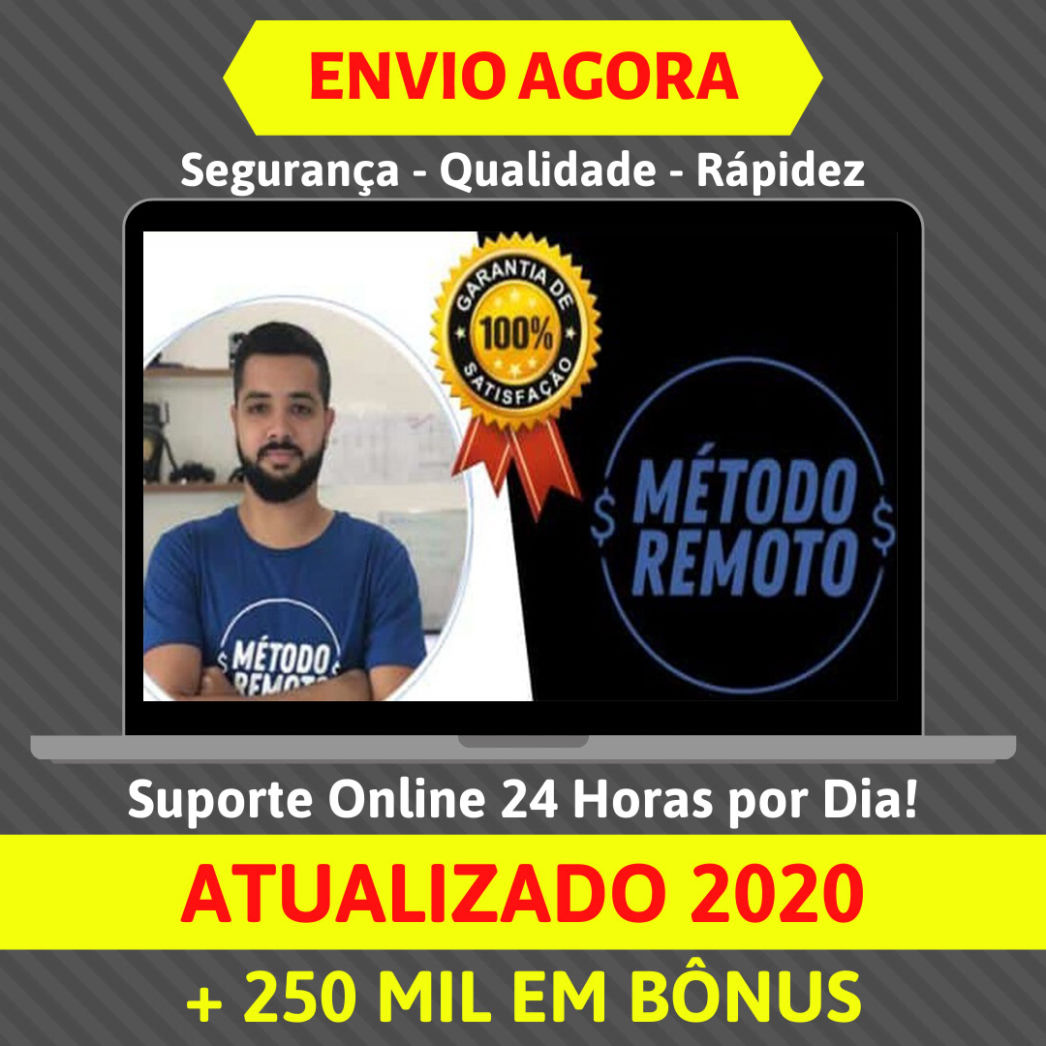 ENVIO AGORA
Segurança - Qualidade - Rápidez
GARANTIA DE
100%
SATISFAÇÃO
$ MÉTODO $
REMOTO
$ MÉTODO $
REMOTO
Suporte Online 24 Horas por Dia!
ATUALIZADO 2020
+ 250 MIL EM BÔNUS